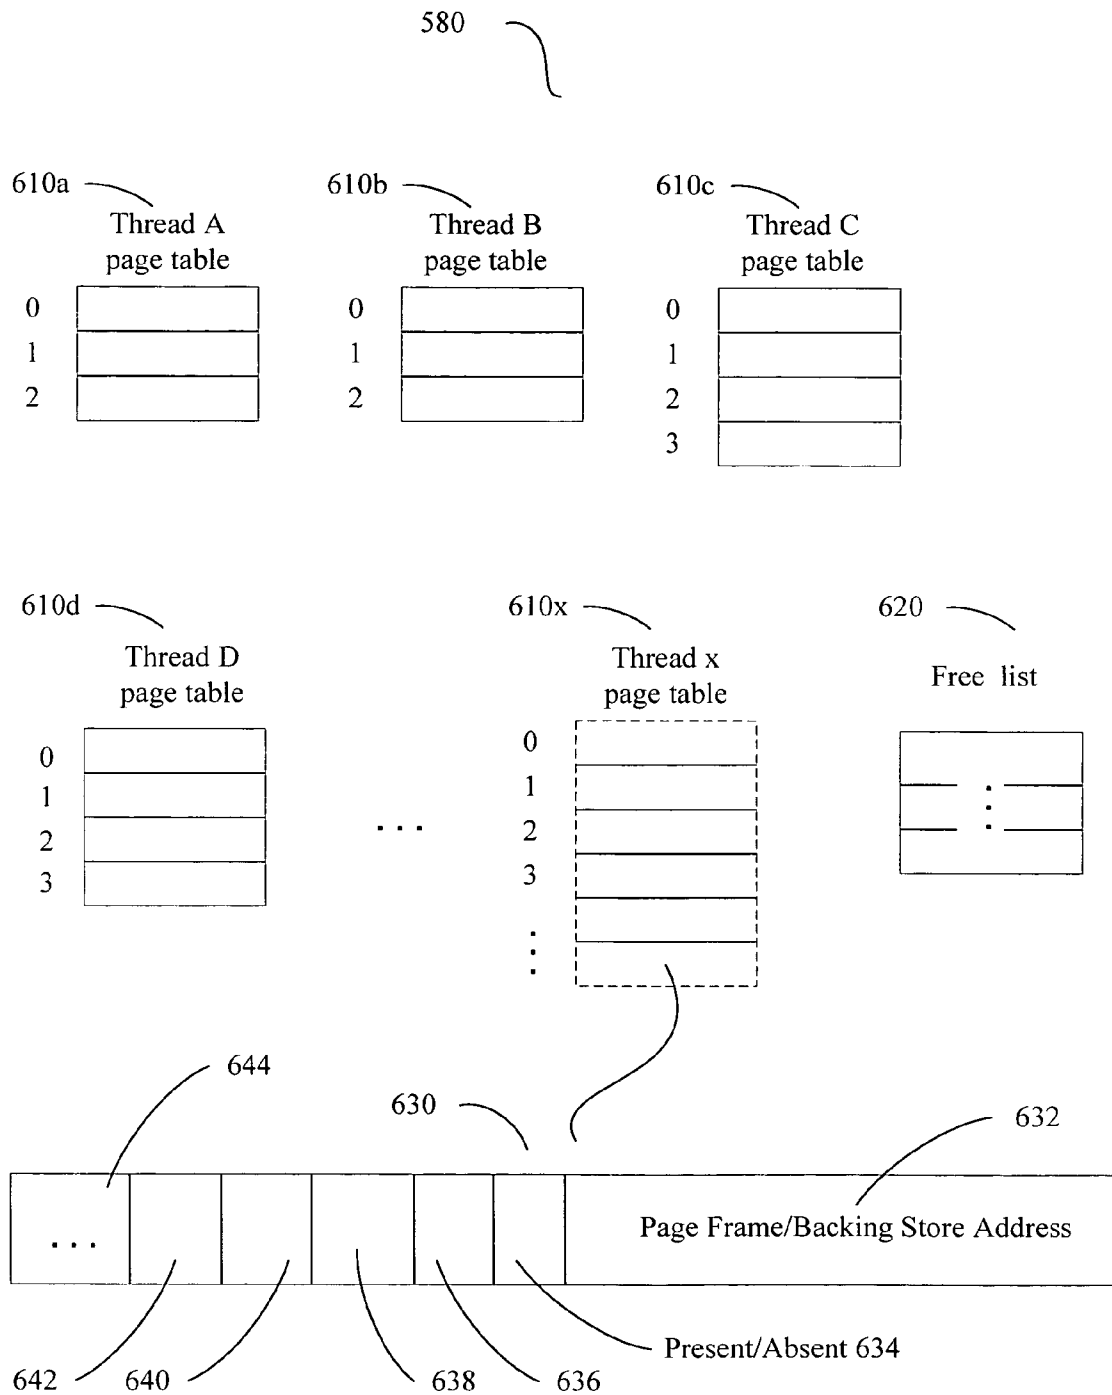 580
610a
610b
610c
Thread A
page table
Thread B
page table
Thread C
page table
0
1
2
0
1
2
0
1
2
3
610d
610x
620
Thread D
page table
Thread x
page table
Free list
0
1
2
3
...
0
1
2
3
644
630
632
...
Page Frame/Backing Store Address
642
640
638
636
Present/Absent 634